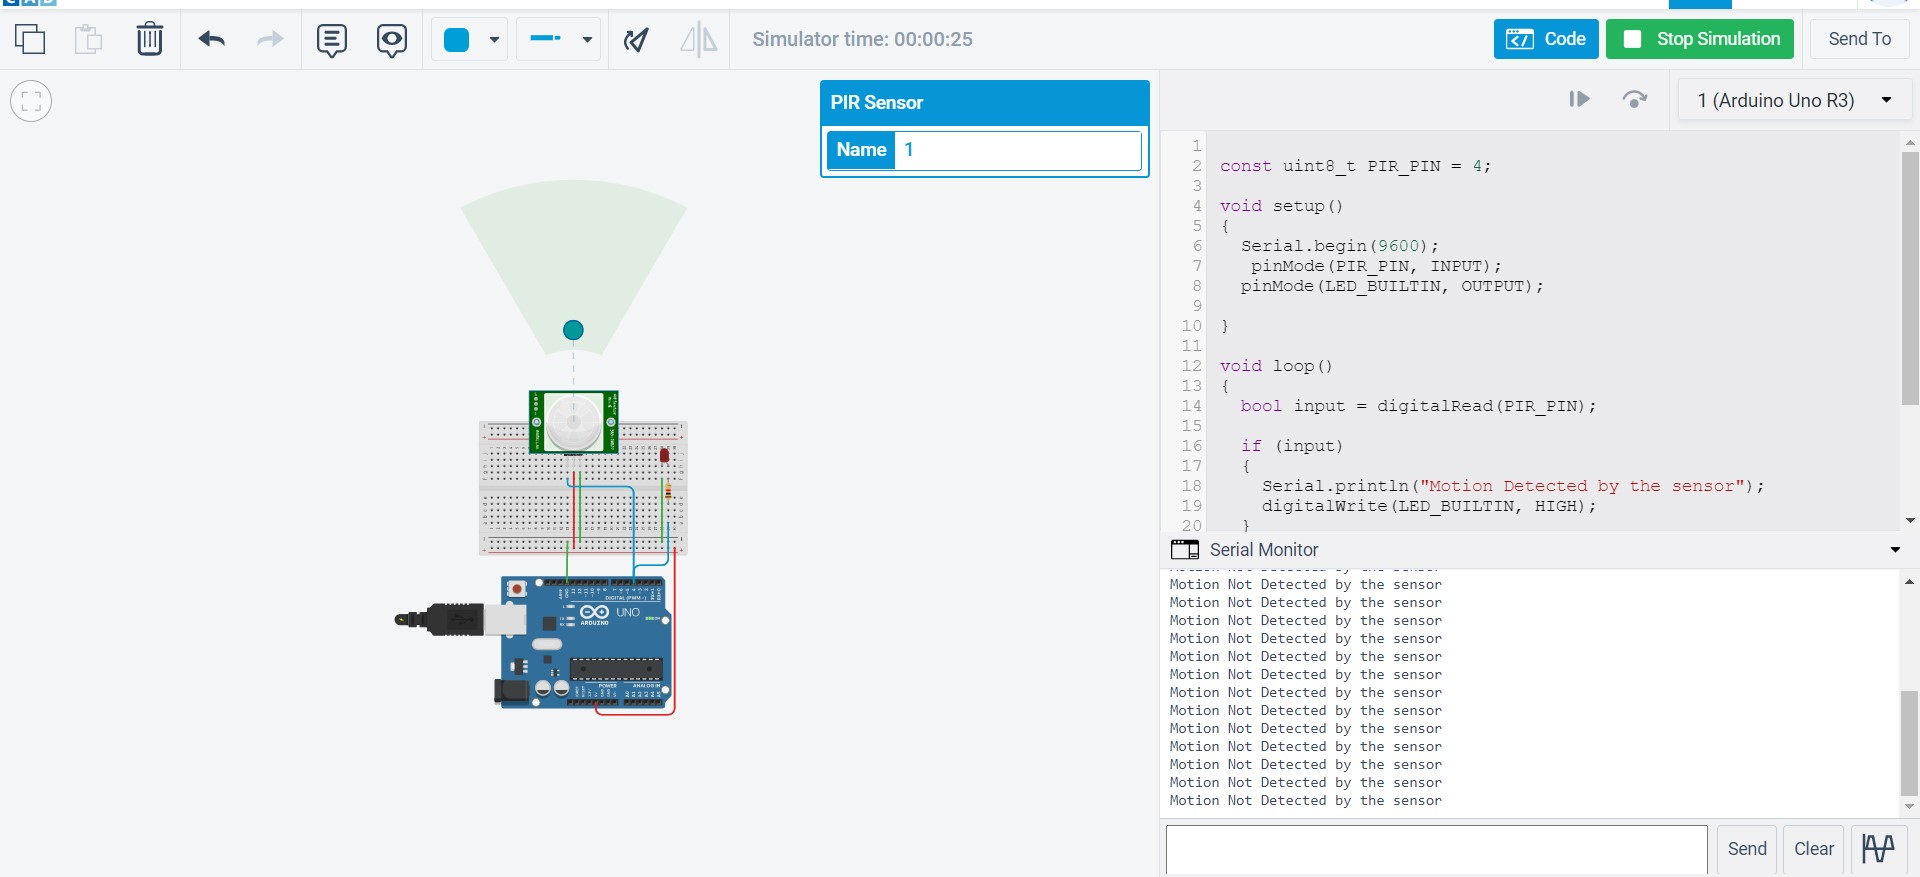 CAD
Simulator time: 00:00:25
Code
Stop Simulation
Send To
PIR Sensor
Name 1
1 (Arduino Uno R3)
1
2 const uint8_t PIR_PIN = 4;
3
4 void setup()
5 {
6 Serial.begin(9600);
7 pinMode(PIR_PIN, INPUT);
8 pinMode(LED_BUILTIN, OUTPUT);
9
10 }
11
12 void loop()
13 {
14 bool input = digitalRead(PIR_PIN);
15
16 if (input)
17 {
18 Serial.println("Motion Detected by the sensor");
19 digitalWrite(LED_BUILTIN, HIGH);
20 }
DIGITAL (PWM~)
UNO
ARDUINO
POWER
ANALOG IN
Serial Monitor
Motion Not Detected by the sensor
Motion Not Detected by the sensor
Motion Not Detected by the sensor
Motion Not Detected by the sensor
Motion Not Detected by the sensor
Motion Not Detected by the sensor
Motion Not Detected by the sensor
Motion Not Detected by the sensor
Motion Not Detected by the sensor
Motion Not Detected by the sensor
Motion Not Detected by the sensor
Motion Not Detected by the sensor
Motion Not Detected by the sensor
Send
Clear